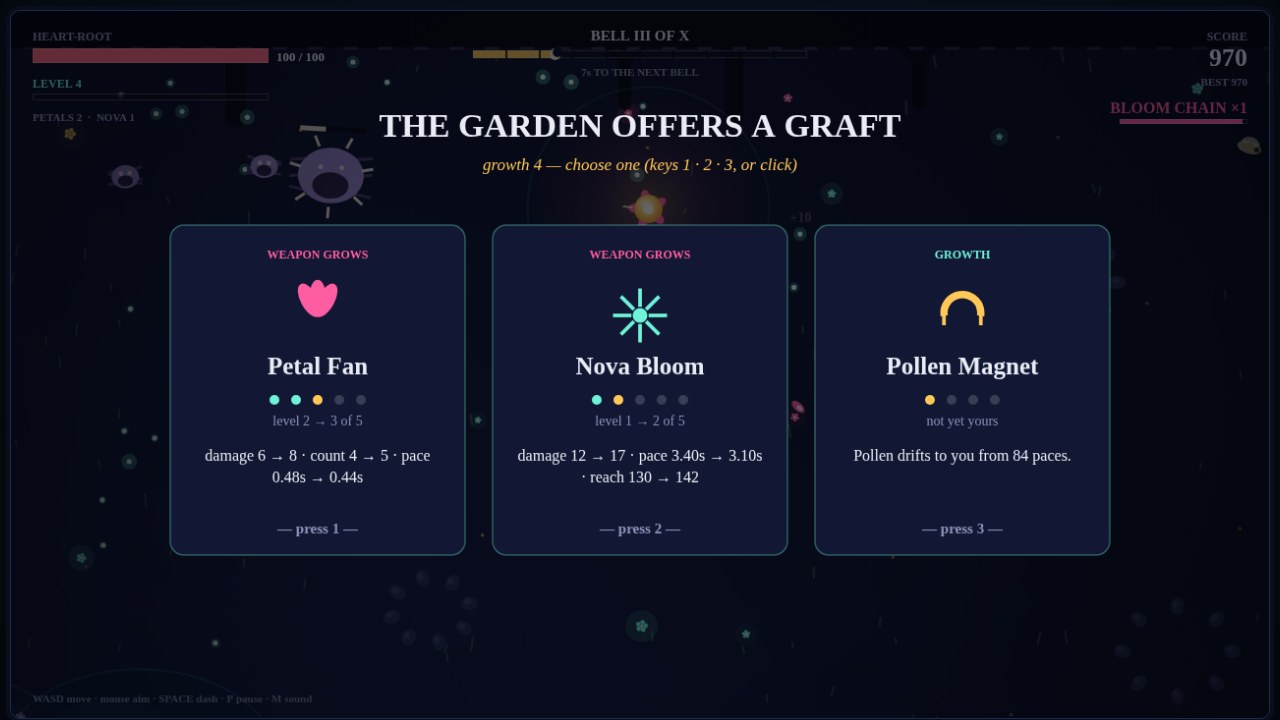 HEART-ROOT
100 / 100
LEVEL 4
PETALS 2 · NOVA 1
BELL III OF X
7s TO THE NEXT BELL
SCORE
970
BEST 970
BLOOM CHAIN ×1
THE GARDEN OFFERS A GRAFT
growth 4 — choose one (keys 1 · 2 · 3, or click)
+10
WEAPON GROWS
Petal Fan
level 2 → 3 of 5
damage 6 → 8 · count 4 → 5 · pace
0.48s → 0.44s
— press 1 —
WEAPON GROWS
Nova Bloom
level 1 → 2 of 5
damage 12 → 17 · pace 3.40s → 3.10s
· reach 130 → 142
— press 2 —
GROWTH
Pollen Magnet
not yet yours
Pollen drifts to you from 84 paces.
— press 3 —
WASD move · mouse aim · SPACE dash · P pause · M sound